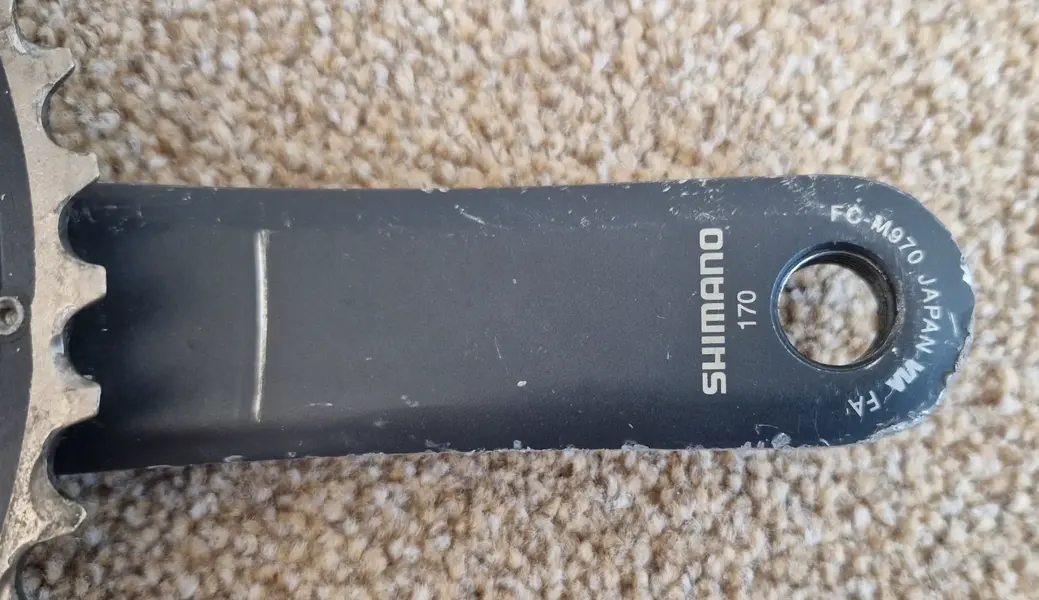 SHIMANO
170
FC-M970 JAPAN
FA